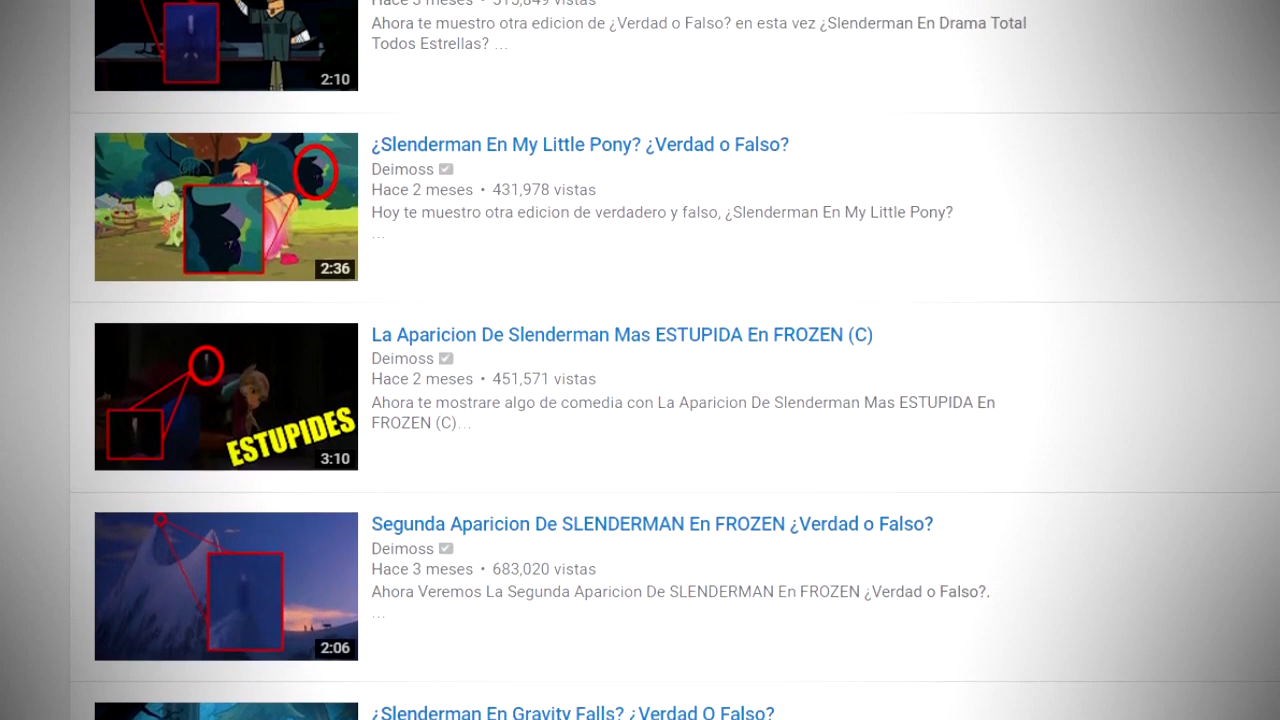 Hace 3 meses • 515,849 vistas
Ahora te muestro otra edicion de ¿Verdad o Falso? en esta vez ¿Slenderman En Drama Total
Todos Estrellas? ...
2:10
¿Slenderman En My Little Pony? ¿Verdad o Falso?
Deimoss
Hace 2 meses • 431,978 vistas
Hoy te muestro otra edicion de verdadero y falso, ¿Slenderman En My Little Pony?
...
2:36
La Aparicion De Slenderman Mas ESTUPIDA En FROZEN (C)
Deimoss
Hace 2 meses • 451,571 vistas
Ahora te mostrare algo de comedia con La Aparicion De Slenderman Mas ESTUPIDA En
FROZEN (C)...
ESTUPIDES
3:10
Segunda Aparicion De SLENDERMAN En FROZEN ¿Verdad o Falso?
Deimoss
Hace 3 meses • 683,020 vistas
Ahora Veremos La Segunda Aparicion De SLENDERMAN En FROZEN ¿Verdad o Falso?.
...
2:06
¿Slenderman En Gravity Falls? ¿Verdad O Falso?